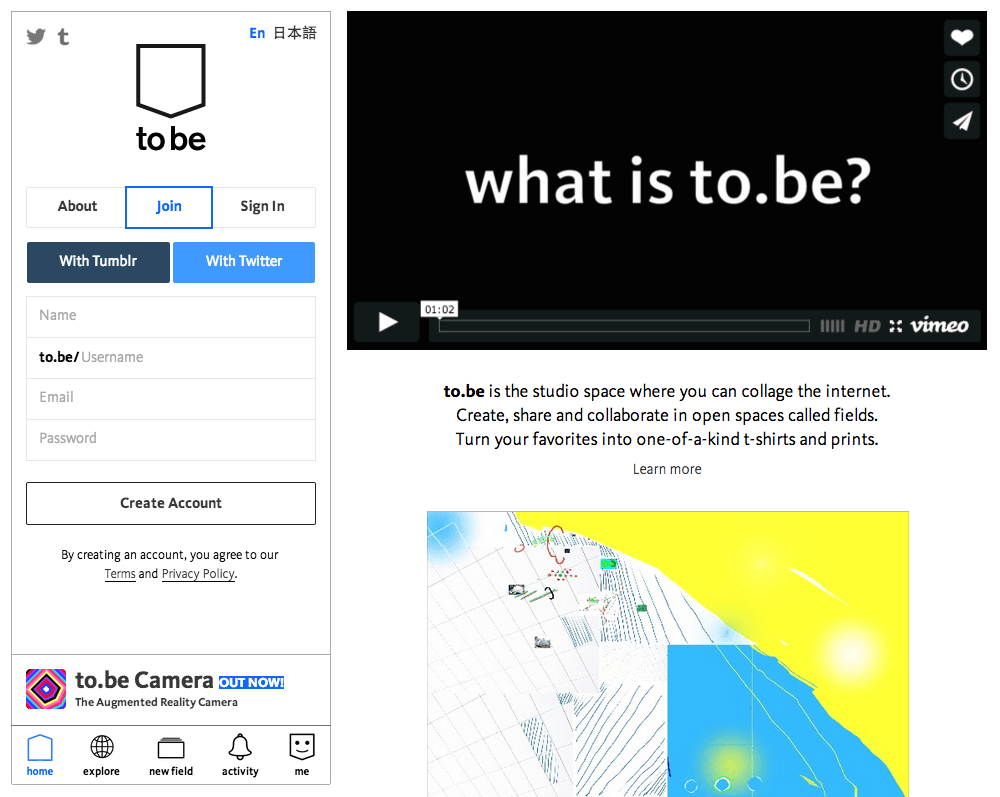 En 日本語
to be
About
Join
Sign In
With Tumblr
With Twitter
Name
to.be/ Username
Email
Password
Create Account
By creating an account, you agree to our
Terms and Privacy Policy.
to.be Camera OUT NOW!
The Augmented Reality Camera
home
explore
new field
activity
me
what is to.be?
01:02
HD
vimeo
to.be is the studio space where you can collage the internet.
Create, share and collaborate in open spaces called fields.
Turn your favorites into one-of-a-kind t-shirts and prints.
Learn more